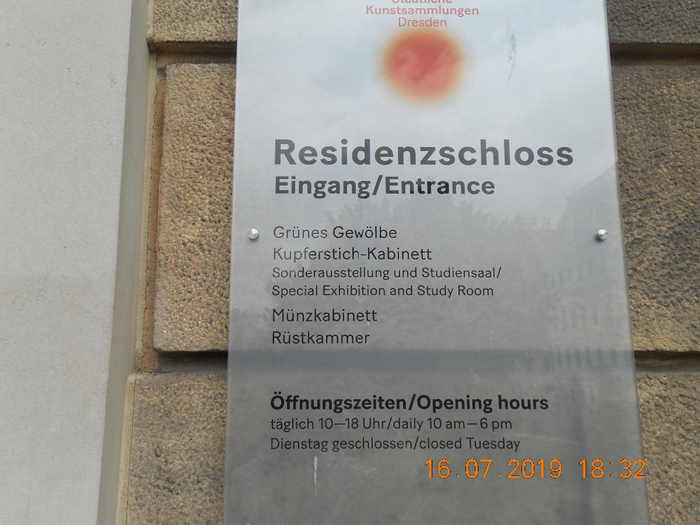 Staatliche
Kunstsammlungen
Dresden
Residenzschloss
Eingang/Entrance
Grünes Gewölbe
Kupferstich-Kabinett
Sonderausstellung und Studiensaal/
Special Exhibition and Study Room
Münzkabinett
Rüstkammer
Öffnungszeiten/Opening hours
täglich 10—18 Uhr/daily 10 am—6 pm
Dienstag geschlossen/closed Tuesday
16.07.2019 18:32